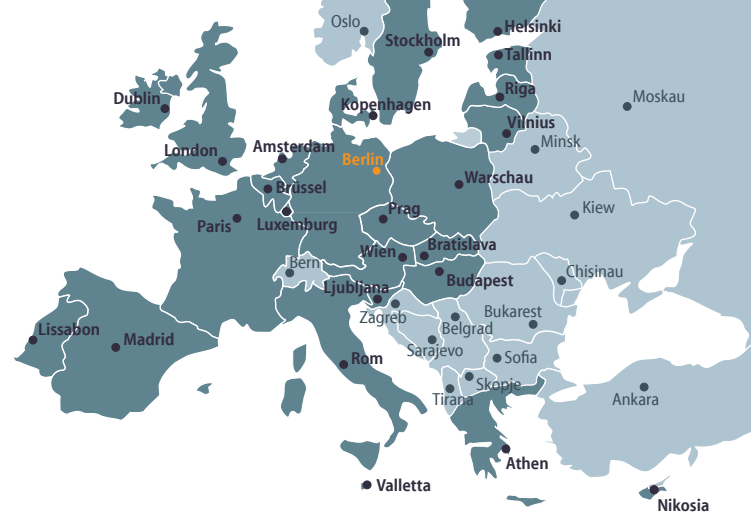 Oslo
Helsinki
Stockholm
Tallinn
Riga
Moskau
Dublin
Kopenhagen
Vilnius
Minsk
London
Amsterdam
Berlin
Warschau
Brüssel
Paris
Luxemburg
Prag
Kiew
Bern
Wien
Bratislava
Chisinau
Ljubljana
Budapest
Zagreb
Bukarest
Belgrad
Lissabon
Madrid
Sarajevo
Rom
Sofia
Skopje
Tirana
Ankara
Athen
Valletta
Nikosia